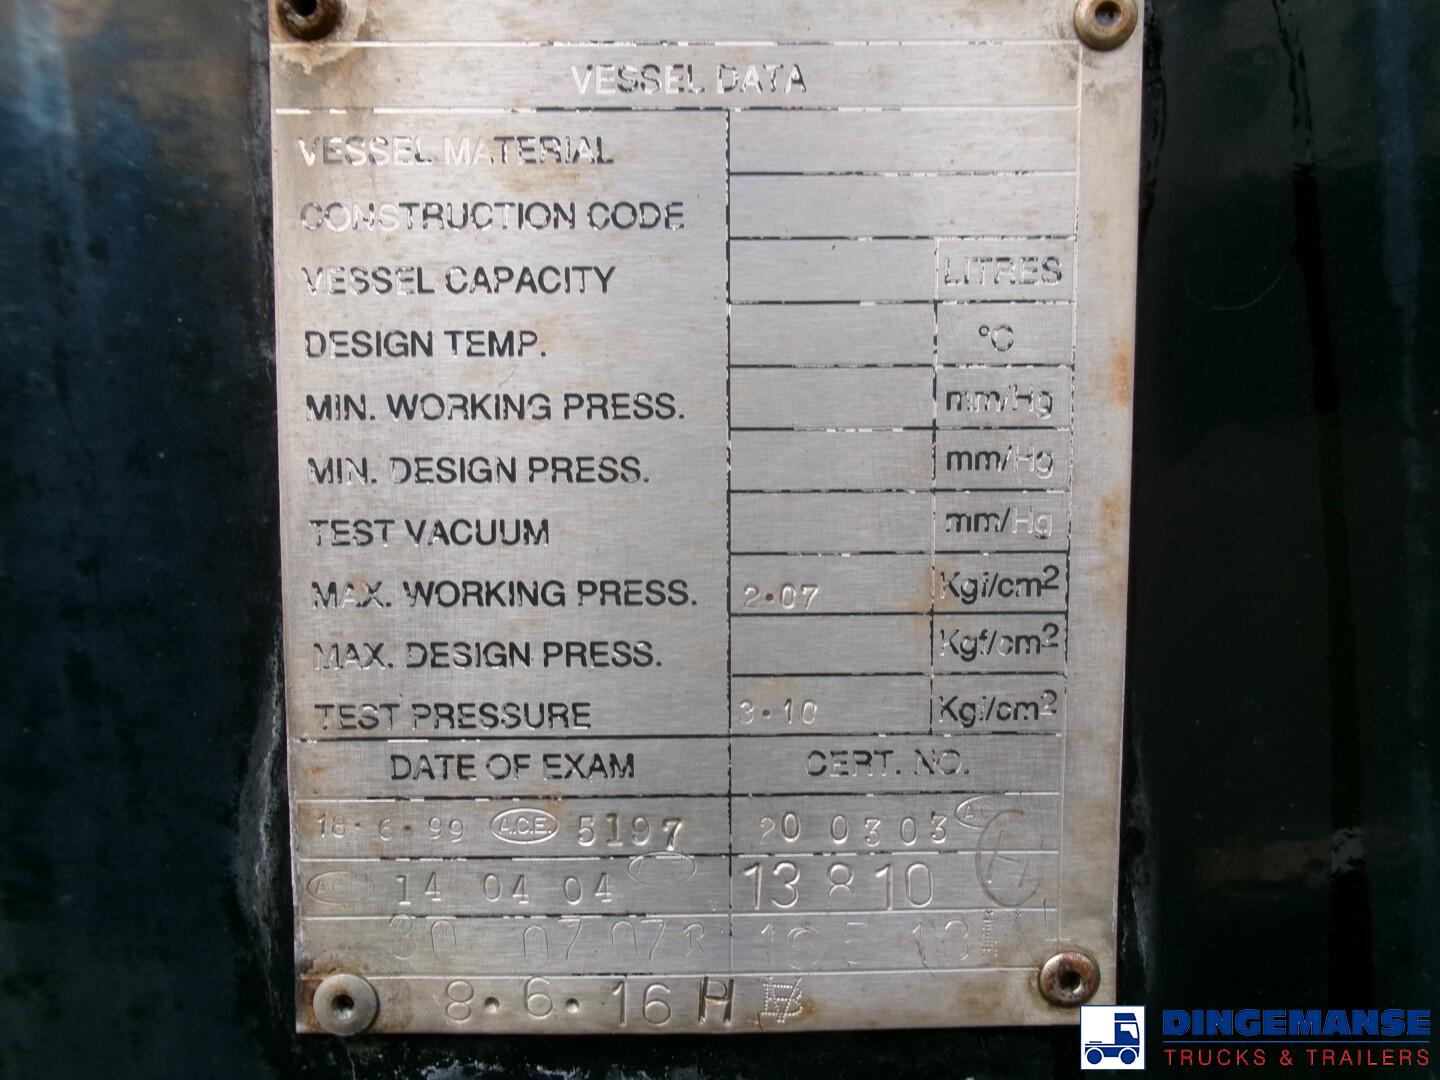 VESSEL DATA
VESSEL MATERIAL
CONSTRUCTION CODE
VESSEL CAPACITY LITRES
DESIGN TEMP. °C
MIN. WORKING PRESS. mm/Hg
MIN. DESIGN PRESS. mm/Hg
TEST VACUUM mm/Hg
MAX. WORKING PRESS. 2·07 Kgf/cm²
MAX. DESIGN PRESS. Kgf/cm²
TEST PRESSURE 3·10 Kgf/cm²
DATE OF EXAM CERT. NO.
18·6·99 A.C.E. 5197 20 0303
14 04 04 13810
30 07 07 R
8·6·16 H
DINGEMANSE
TRUCKS & TRAILERS